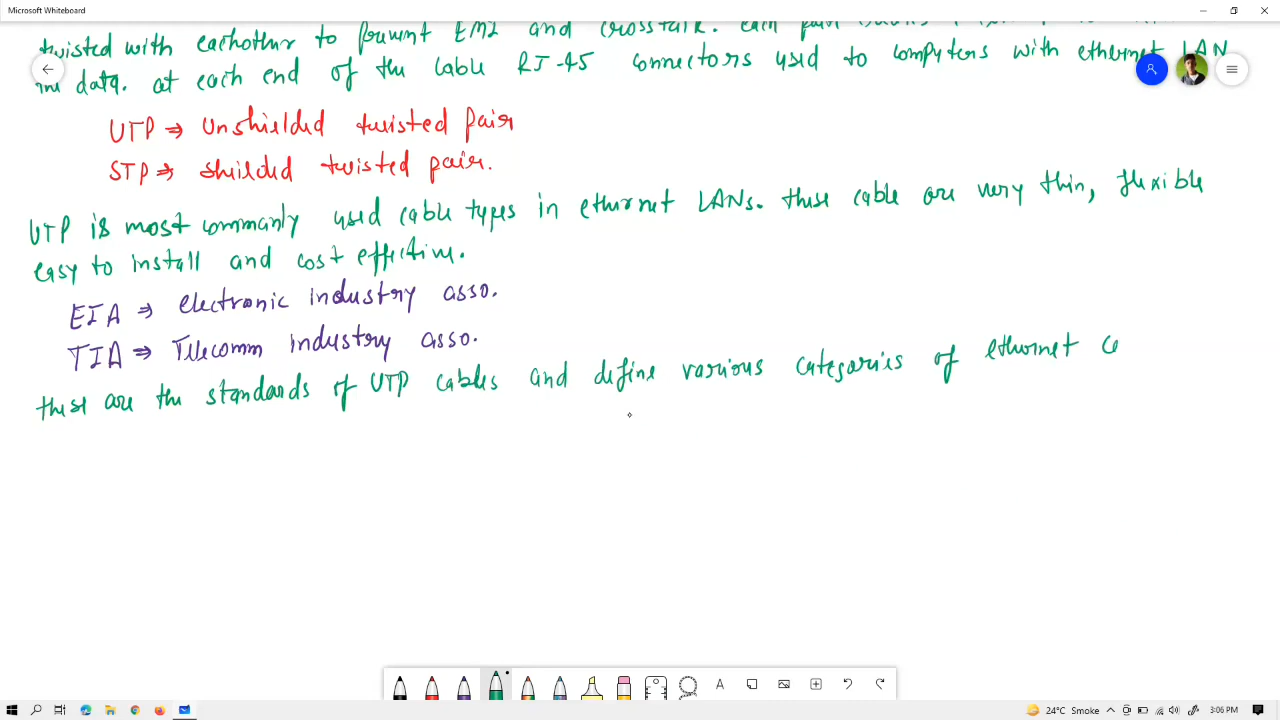 Microsoft Whiteboard
twisted with eachother to prevent EMI and crosstalk. Each pair
data. at each end of the cable RJ-45 connectors used to computers with ethernet LAN
UTP ⇒ Unshielded twisted pair
STP ⇒ shielded twisted pair.
UTP is most commonly used cable types in ethernet LANs. these cable are very thin, flexible
easy to install and cost effective.
EIA ⇒ electronic industry asso.
TIA ⇒ Telecomm industry asso.
these are the standards of UTP cables and define various categories of ethernet ca
24°C Smoke
3:06 PM